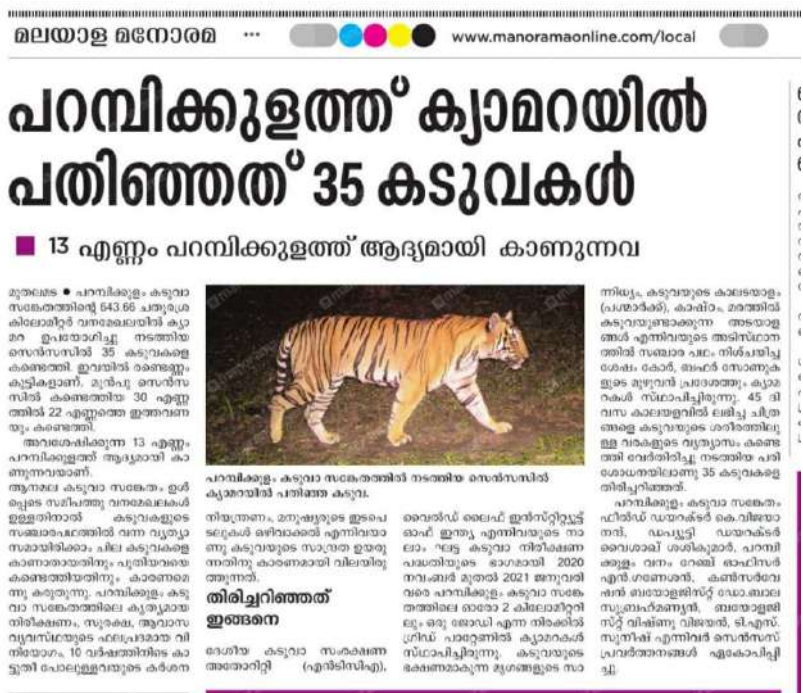 മലയാള മനോരമ ...
www.manoramaonline.com/local
പറമ്പിക്കുളത്ത് ക്യാമറയിൽ
പതിഞ്ഞത് 35 കടുവകൾ
13 എണ്ണം പറമ്പിക്കുളത്ത് ആദ്യമായി കാണുന്നവ
മുതലമട ● പറമ്പിക്കുളം കടുവാ
സങ്കേതത്തിന്റെ 643.66 ചതുരശ്ര
കിലോമീറ്റർ വനമേഖലയിൽ ക്യാ
മറ ഉപയോഗിച്ചു നടത്തിയ
സെൻസസിൽ 35 കടുവകളെ
കണ്ടെത്തി. ഇവയിൽ രണ്ടെണ്ണം
കുട്ടികളാണ്. മുൻപു സെൻസ
സിൽ കണ്ടെത്തിയ 30 എണ്ണ
ത്തിൽ 22 എണ്ണത്തെ ഇത്തവണ
യും കണ്ടെത്തി.
അവശേഷിക്കുന്ന 13 എണ്ണം
പറമ്പിക്കുളത്ത് ആദ്യമായി കാ
ണുന്നവയാണ്.
ആനമല കടുവാ സങ്കേതം ഉൾ
പ്പെടെ സമീപത്തു വനമേഖലകൾ
ഉള്ളതിനാൽ കടുവകളുടെ
സഞ്ചാരപഥത്തിൽ വന്ന വ്യത്യാ
സമായിരിക്കാം ചില കടുവകളെ
കാണാതായതിനും പുതിയവയെ
കണ്ടെത്തിയതിനും കാരണമെ
ന്നു കരുതുന്നു. പറമ്പിക്കുളം കടു
വാ സങ്കേതത്തിലെ കൃത്യമായ
നിരീക്ഷണം, സുരക്ഷ, ആവാസ
വ്യവസ്ഥയുടെ ഫലപ്രദമായ വി
നിയോഗം, 10 വർഷത്തിനിടെ കാ
ട്ടുതീ പോലുള്ളവയുടെ കർശന
പറമ്പിക്കുളം കടുവാ സങ്കേതത്തിൽ നടത്തിയ സെൻസസിൽ
ക്യാമറയിൽ പതിഞ്ഞ കടുവ.
നിയന്ത്രണം, മനുഷ്യരുടെ ഇടപെ
ടലുകൾ ഒഴിവാക്കൽ എന്നിവയാ
ണു കടുവയുടെ സാന്ദ്രത ഉയരു
ന്നതിനു കാരണമായി വിലയിരു
ത്തുന്നത്.
തിരിച്ചറിഞ്ഞത്
ഇങ്ങനെ
ദേശീയ കടുവാ സംരക്ഷണ
അതോറിറ്റി (എൻടിസിഎ),
വൈൽഡ് ലൈഫ് ഇൻസ്റ്റിറ്റ്യൂട്ട്
ഓഫ് ഇന്ത്യ എന്നിവയുടെ നാ
ലാം ഘട്ട കടുവാ നിരീക്ഷണ
പദ്ധതിയുടെ ഭാഗമായി 2020
നവംബർ മുതൽ 2021 ജനുവരി
വരെ പറമ്പിക്കുളം കടുവാ സങ്കേ
തത്തിലെ ഓരോ 2 കിലോമീറ്ററി
ലും ഒരു ജോഡി എന്ന നിരക്കിൽ
ഗ്രിഡ് പാറ്റേണിൽ ക്യാമറകൾ
സ്ഥാപിച്ചിരുന്നു. കടുവയുടെ
ഭക്ഷണമാകുന്ന മൃഗങ്ങളുടെ സാ
ന്നിധ്യം, കടുവയുടെ കാലടയാളം
(പഗ്മാർക്ക്), കാഷ്ഠം, മരത്തിൽ
കടുവയുണ്ടാക്കുന്ന അടയാള
ങ്ങൾ എന്നിവയുടെ അടിസ്ഥാന
ത്തിൽ സഞ്ചാര പഥം നിശ്ചയിച്ച
ശേഷം കോർ, ബഫർ സോണുക
ളുടെ മുഴുവൻ പ്രദേശത്തും ക്യാമ
റകൾ സ്ഥാപിച്ചിരുന്നു. 45 ദി
വസ കാലയളവിൽ ലഭിച്ച ചിത്ര
ങ്ങളെ കടുവയുടെ ശരീരത്തിലു
ള്ള വരകളുടെ വ്യത്യാസം കണ്ടെ
ത്തി വേർതിരിച്ചു നടത്തിയ പരി
ശോധനയിലാണു 35 കടുവകളെ
തിരിച്ചറിഞ്ഞത്.
പറമ്പിക്കുളം കടുവാ സങ്കേതം
ഫീൽഡ് ഡയറക്ടർ കെ.വിജയാ
നന്ദ്, ഡപ്യൂട്ടി ഡയറക്ടർ
വൈശാഖ് ശശികുമാർ, പറമ്പി
ക്കുളം വനം റേഞ്ച് ഓഫിസർ
എൻ.ഗണേശൻ, കൺസർവേ
ഷൻ ബയോളജിസ്റ്റ് ഡോ.ബാല
സുബ്രഹ്മണ്യൻ, ബയോളജി
സ്റ്റ് വിഷ്ണു വിജയൻ, ടി.എസ്.
സുനീഷ് എന്നിവർ സെൻസസ്
പ്രവർത്തനങ്ങൾ ഏകോപിപ്പി
ച്ചു.